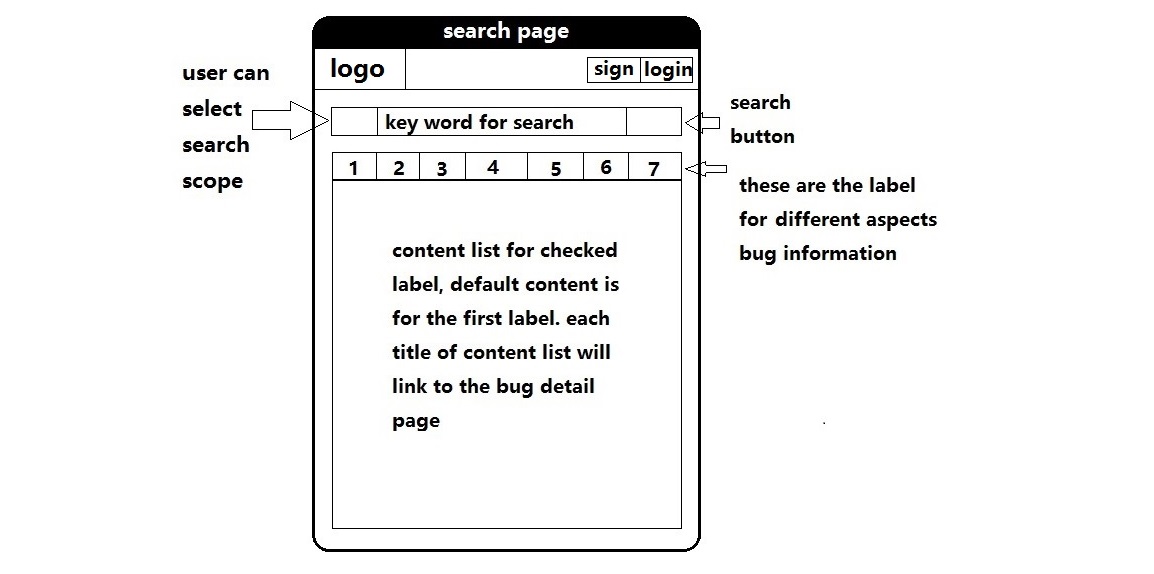 search page
logo
sign login
user can
select
search
scope
key word for search
search
button
1 2 3 4 5 6 7
these are the label
for different aspects
bug information
content list for checked
label, default content is
for the first label. each
title of content list will
link to the bug detail
page